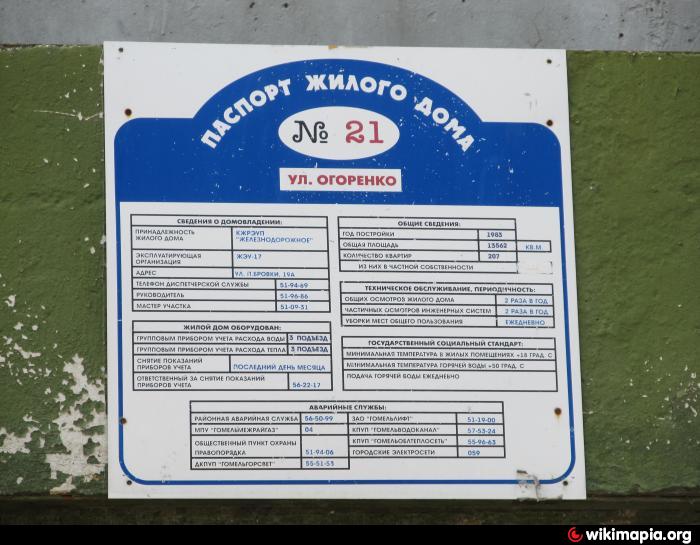 ПАСПОРТ ЖИЛОГО ДОМА
№ 21
УЛ. ОГОРЕНКО
СВЕДЕНИЯ О ДОМОВЛАДЕНИИ:
ПРИНАДЛЕЖНОСТЬ ЖИЛОГО ДОМА КЖРЭУП "ЖЕЛЕЗНОДОРОЖНОЕ"
ЭКСПЛУАТИРУЮЩАЯ ОРГАНИЗАЦИЯ ЖЭУ-17
АДРЕС УЛ. П.БРОВКИ, 19А
ТЕЛЕФОН ДИСПЕТЧЕРСКОЙ СЛУЖБЫ 51-94-69
РУКОВОДИТЕЛЬ 51-96-86
МАСТЕР УЧАСТКА 51-09-31
ЖИЛОЙ ДОМ ОБОРУДОВАН:
ГРУППОВЫМ ПРИБОРОМ УЧЕТА РАСХОДА ВОДЫ 3 ПОДЪЕЗД
ГРУППОВЫМ ПРИБОРОМ УЧЕТА РАСХОДА ТЕПЛА 3 ПОДЪЕЗД
СНЯТИЕ ПОКАЗАНИЙ ПРИБОРОВ УЧЕТА ПОСЛЕДНИЙ ДЕНЬ МЕСЯЦА
ОТВЕТСТВЕННЫЙ ЗА СНЯТИЕ ПОКАЗАНИЙ ПРИБОРОВ УЧЕТА 56-22-17
ОБЩИЕ СВЕДЕНИЯ:
ГОД ПОСТРОЙКИ 1983
ОБЩАЯ ПЛОЩАДЬ 13562 КВ.М.
КОЛИЧЕСТВО КВАРТИР 207
ИЗ НИХ В ЧАСТНОЙ СОБСТВЕННОСТИ
ТЕХНИЧЕСКОЕ ОБСЛУЖИВАНИЕ, ПЕРИОДИЧНОСТЬ:
ОБЩИХ ОСМОТРОВ ЖИЛОГО ДОМА 2 РАЗА В ГОД
ЧАСТИЧНЫХ ОСМОТРОВ ИНЖЕНЕРНЫХ СИСТЕМ 2 РАЗА В ГОД
УБОРКИ МЕСТ ОБЩЕГО ПОЛЬЗОВАНИЯ ЕЖЕДНЕВНО
ГОСУДАРСТВЕННЫЙ СОЦИАЛЬНЫЙ СТАНДАРТ:
МИНИМАЛЬНАЯ ТЕМПЕРАТУРА В ЖИЛЫХ ПОМЕЩЕНИЯХ +18 ГРАД. С
МИНИМАЛЬНАЯ ТЕМПЕРАТУРА ГОРЯЧЕЙ ВОДЫ +50 ГРАД. С
ПОДАЧА ГОРЯЧЕЙ ВОДЫ ЕЖЕДНЕВНО
АВАРИЙНЫЕ СЛУЖБЫ:
РАЙОННАЯ АВАРИЙНАЯ СЛУЖБА 56-50-99
МПУ "ГОМЕЛЬМЕЖРАЙГАЗ" 04
ОБЩЕСТВЕННЫЙ ПУНКТ ОХРАНЫ ПРАВОПОРЯДКА 51-94-06
ДКПУП "ГОМЕЛЬГОРСВЕТ" 55-51-53
ЗАО "ГОМЕЛЬЛИФТ" 51-19-00
КПУП "ГОМЕЛЬВОДОКАНАЛ" 57-53-24
КПУП "ГОМЕЛЬОБЛТЕПЛОСЕТЬ" 55-96-63
ГОРОДСКИЕ ЭЛЕКТРОСЕТИ 059
wikimapia.org